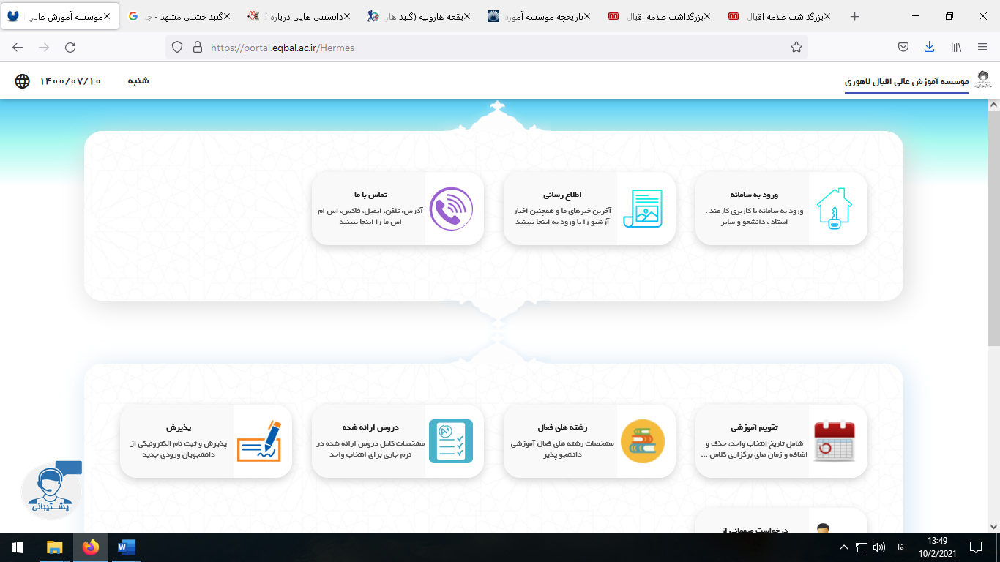 موسسه آموزش عالی
گنبد خشتی مشهد - جس
دانستنی هایی درباره گ
بقعه هارونیه (گنبد هارو
تاریخچه موسسه آموزش
بزرگداشت علامه اقبال
بزرگداشت علامه اقبال
https://portal.eqbal.ac.ir/Hermes
موسسه آموزش عالی اقبال لاهوری
شنبه
۱۴۰۰/۰۷/۱۰
ورود به سامانه
ورود به سامانه با کاربری کارمند ،
استاد ، دانشجو و سایر
اطلاع رسانی
آخرین خبرهای ما و همچنین اخبار
آرشیو را با ورود به اینجا ببینید
تماس با ما
آدرس، تلفن، ایمیل، فاکس، اس ام
اس ما را اینجا ببینید
تقویم آموزشی
شامل تاریخ انتخاب واحد، حذف و
اضافه و زمان های برگزاری کلاس ...
رشته های فعال
مشخصات رشته های فعال آموزشی
دانشجو پذیر
دروس ارائه شده
مشخصات کامل دروس ارائه شده در
ترم جاری برای انتخاب واحد
پذیرش
پذیرش و ثبت نام الکترونیکی از
دانشجویان ورودی جدید
پشتیبانی
درخواست میهمانی از
فا
13:49
10/2/2021